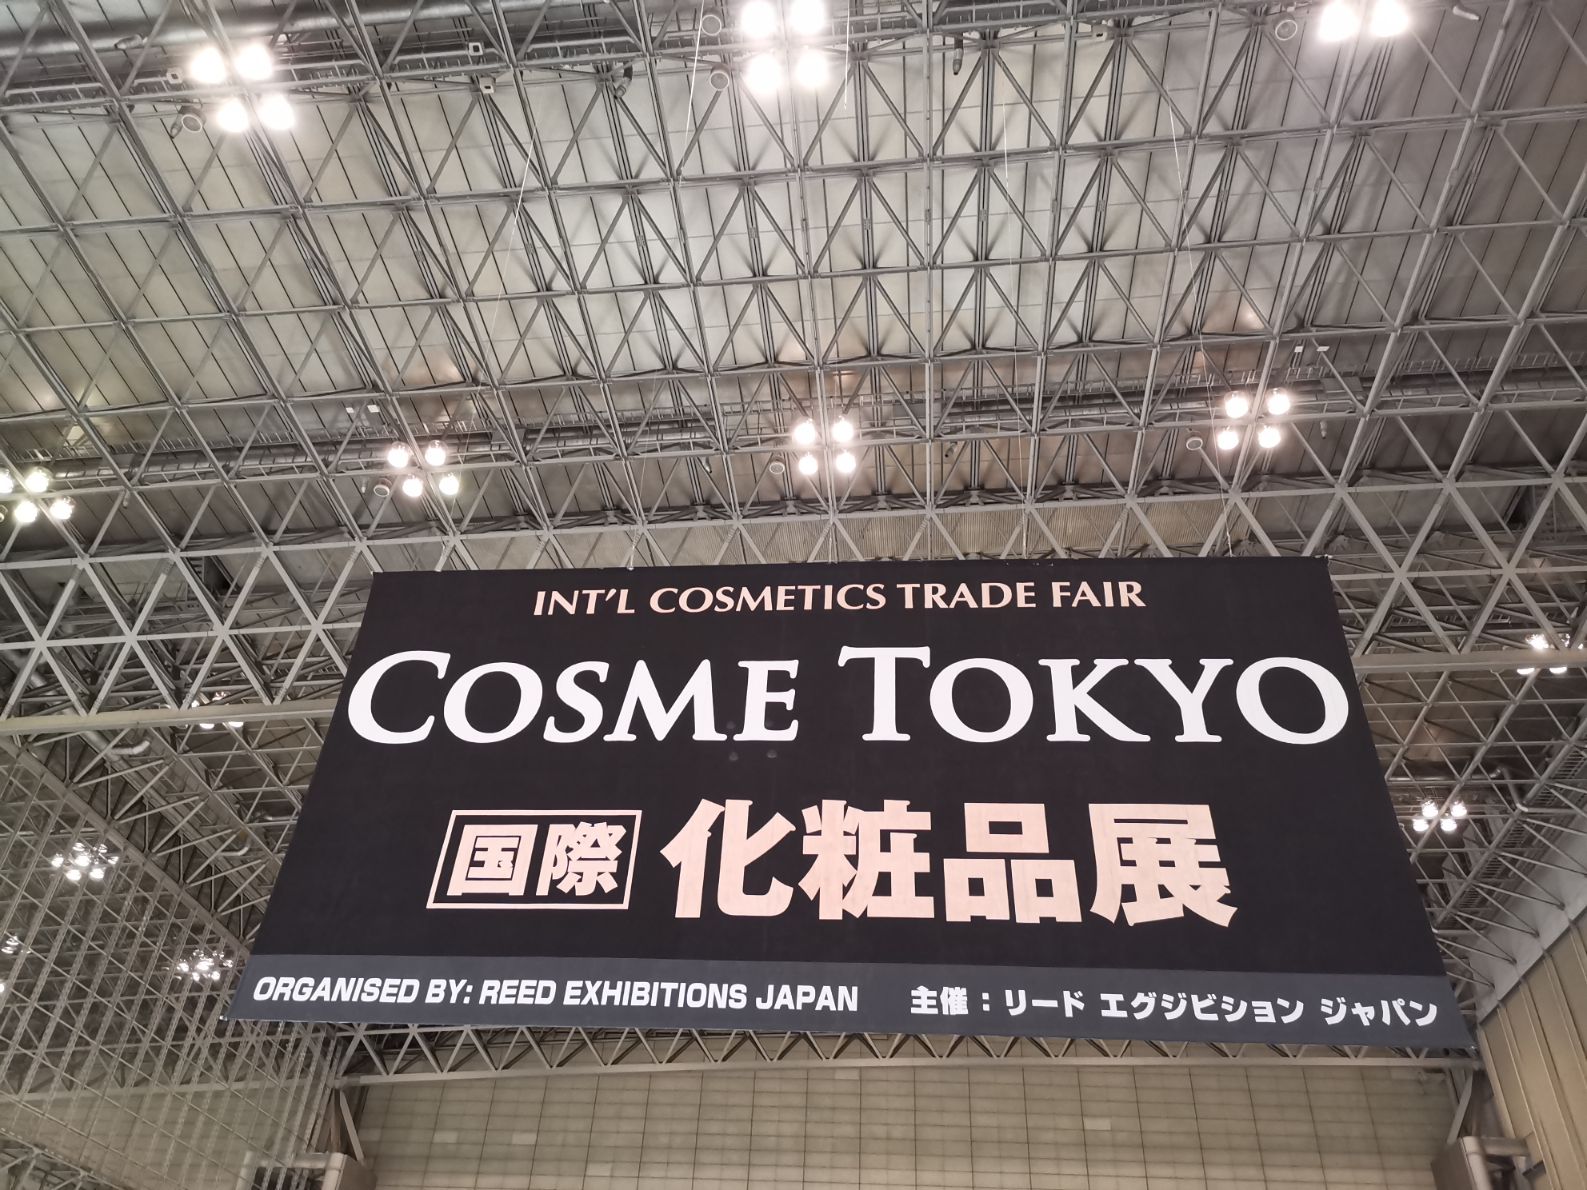 INT'L COSMETICS TRADE FAIR
COSME TOKYO
国際 化粧品展
ORGANISED BY: REED EXHIBITIONS JAPAN 主催：リード エグジビション ジャパン